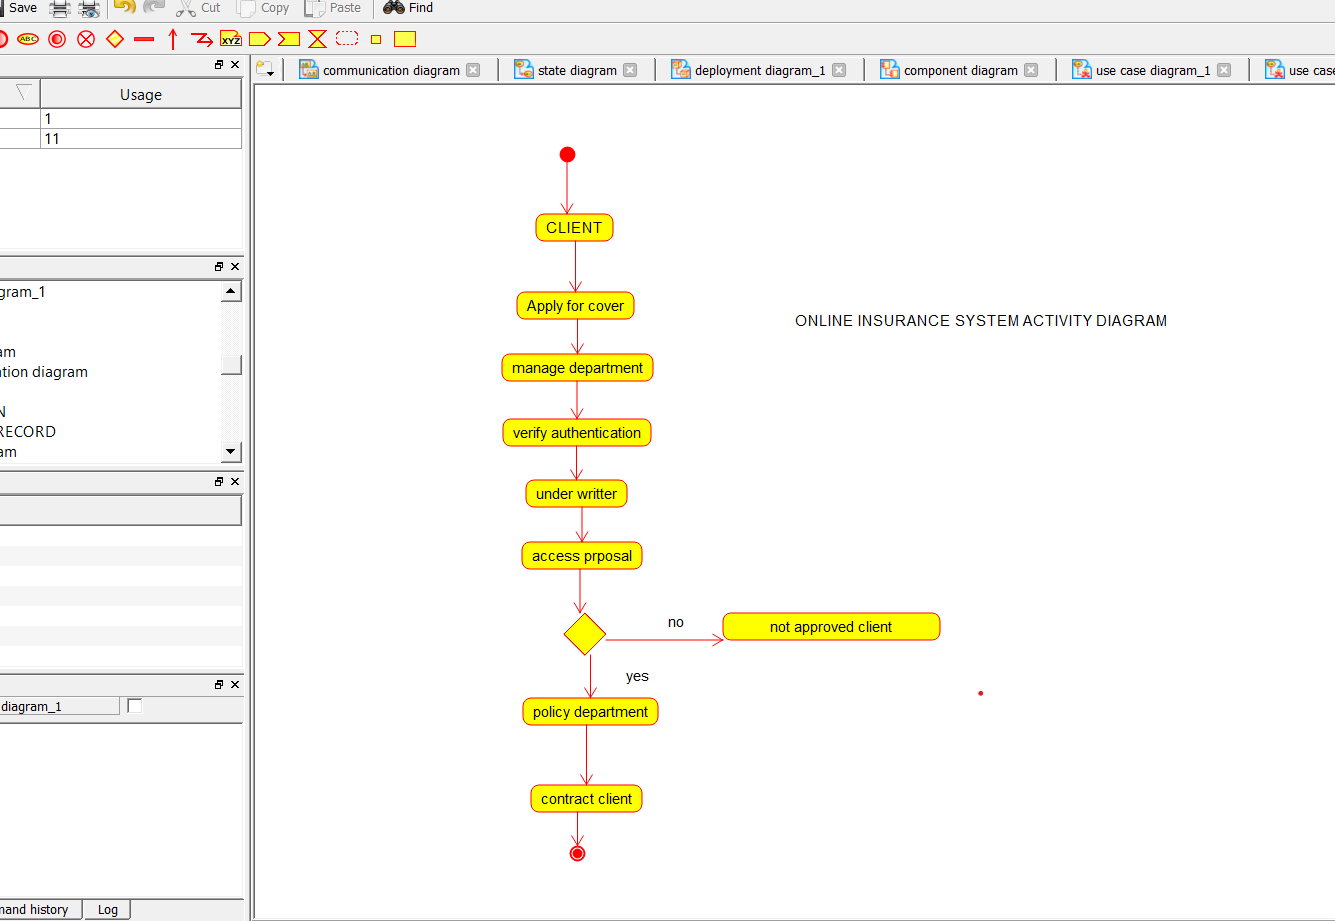 Save
Cut
Copy
Paste
Find
ABC
XYZ
communication diagram
state diagram
deployment diagram_1
component diagram
use case diagram_1
use case
Usage
1
11
gram_1
am
tion diagram
N
RECORD
am
diagram_1
mand history
Log
CLIENT
Apply for cover
ONLINE INSURANCE SYSTEM ACTIVITY DIAGRAM
manage department
verify authentication
under writter
access prposal
no
not approved client
yes
policy department
contract client